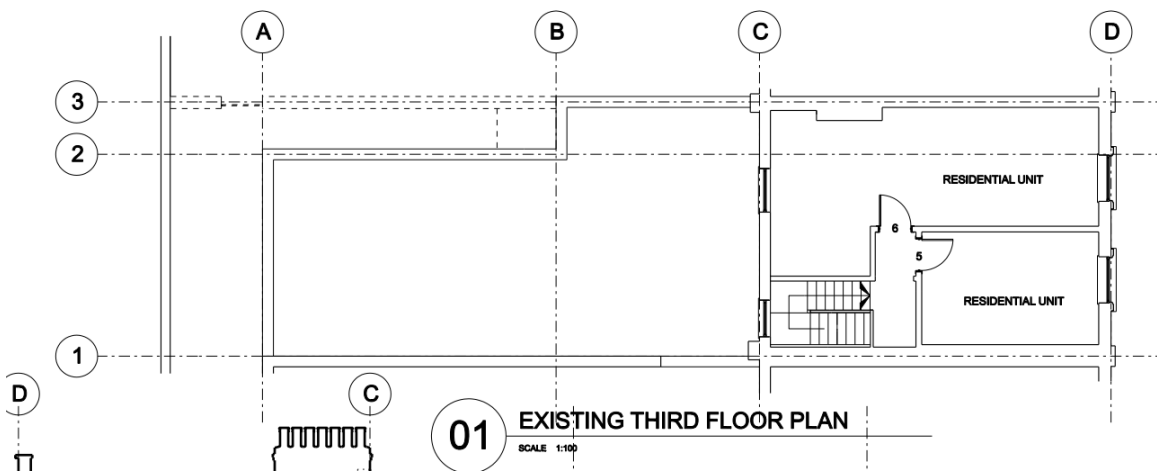 A B C D
3
2
RESIDENTIAL UNIT
6
5
RESIDENTIAL UNIT
1
D C
01 EXISTING THIRD FLOOR PLAN
SCALE 1:100